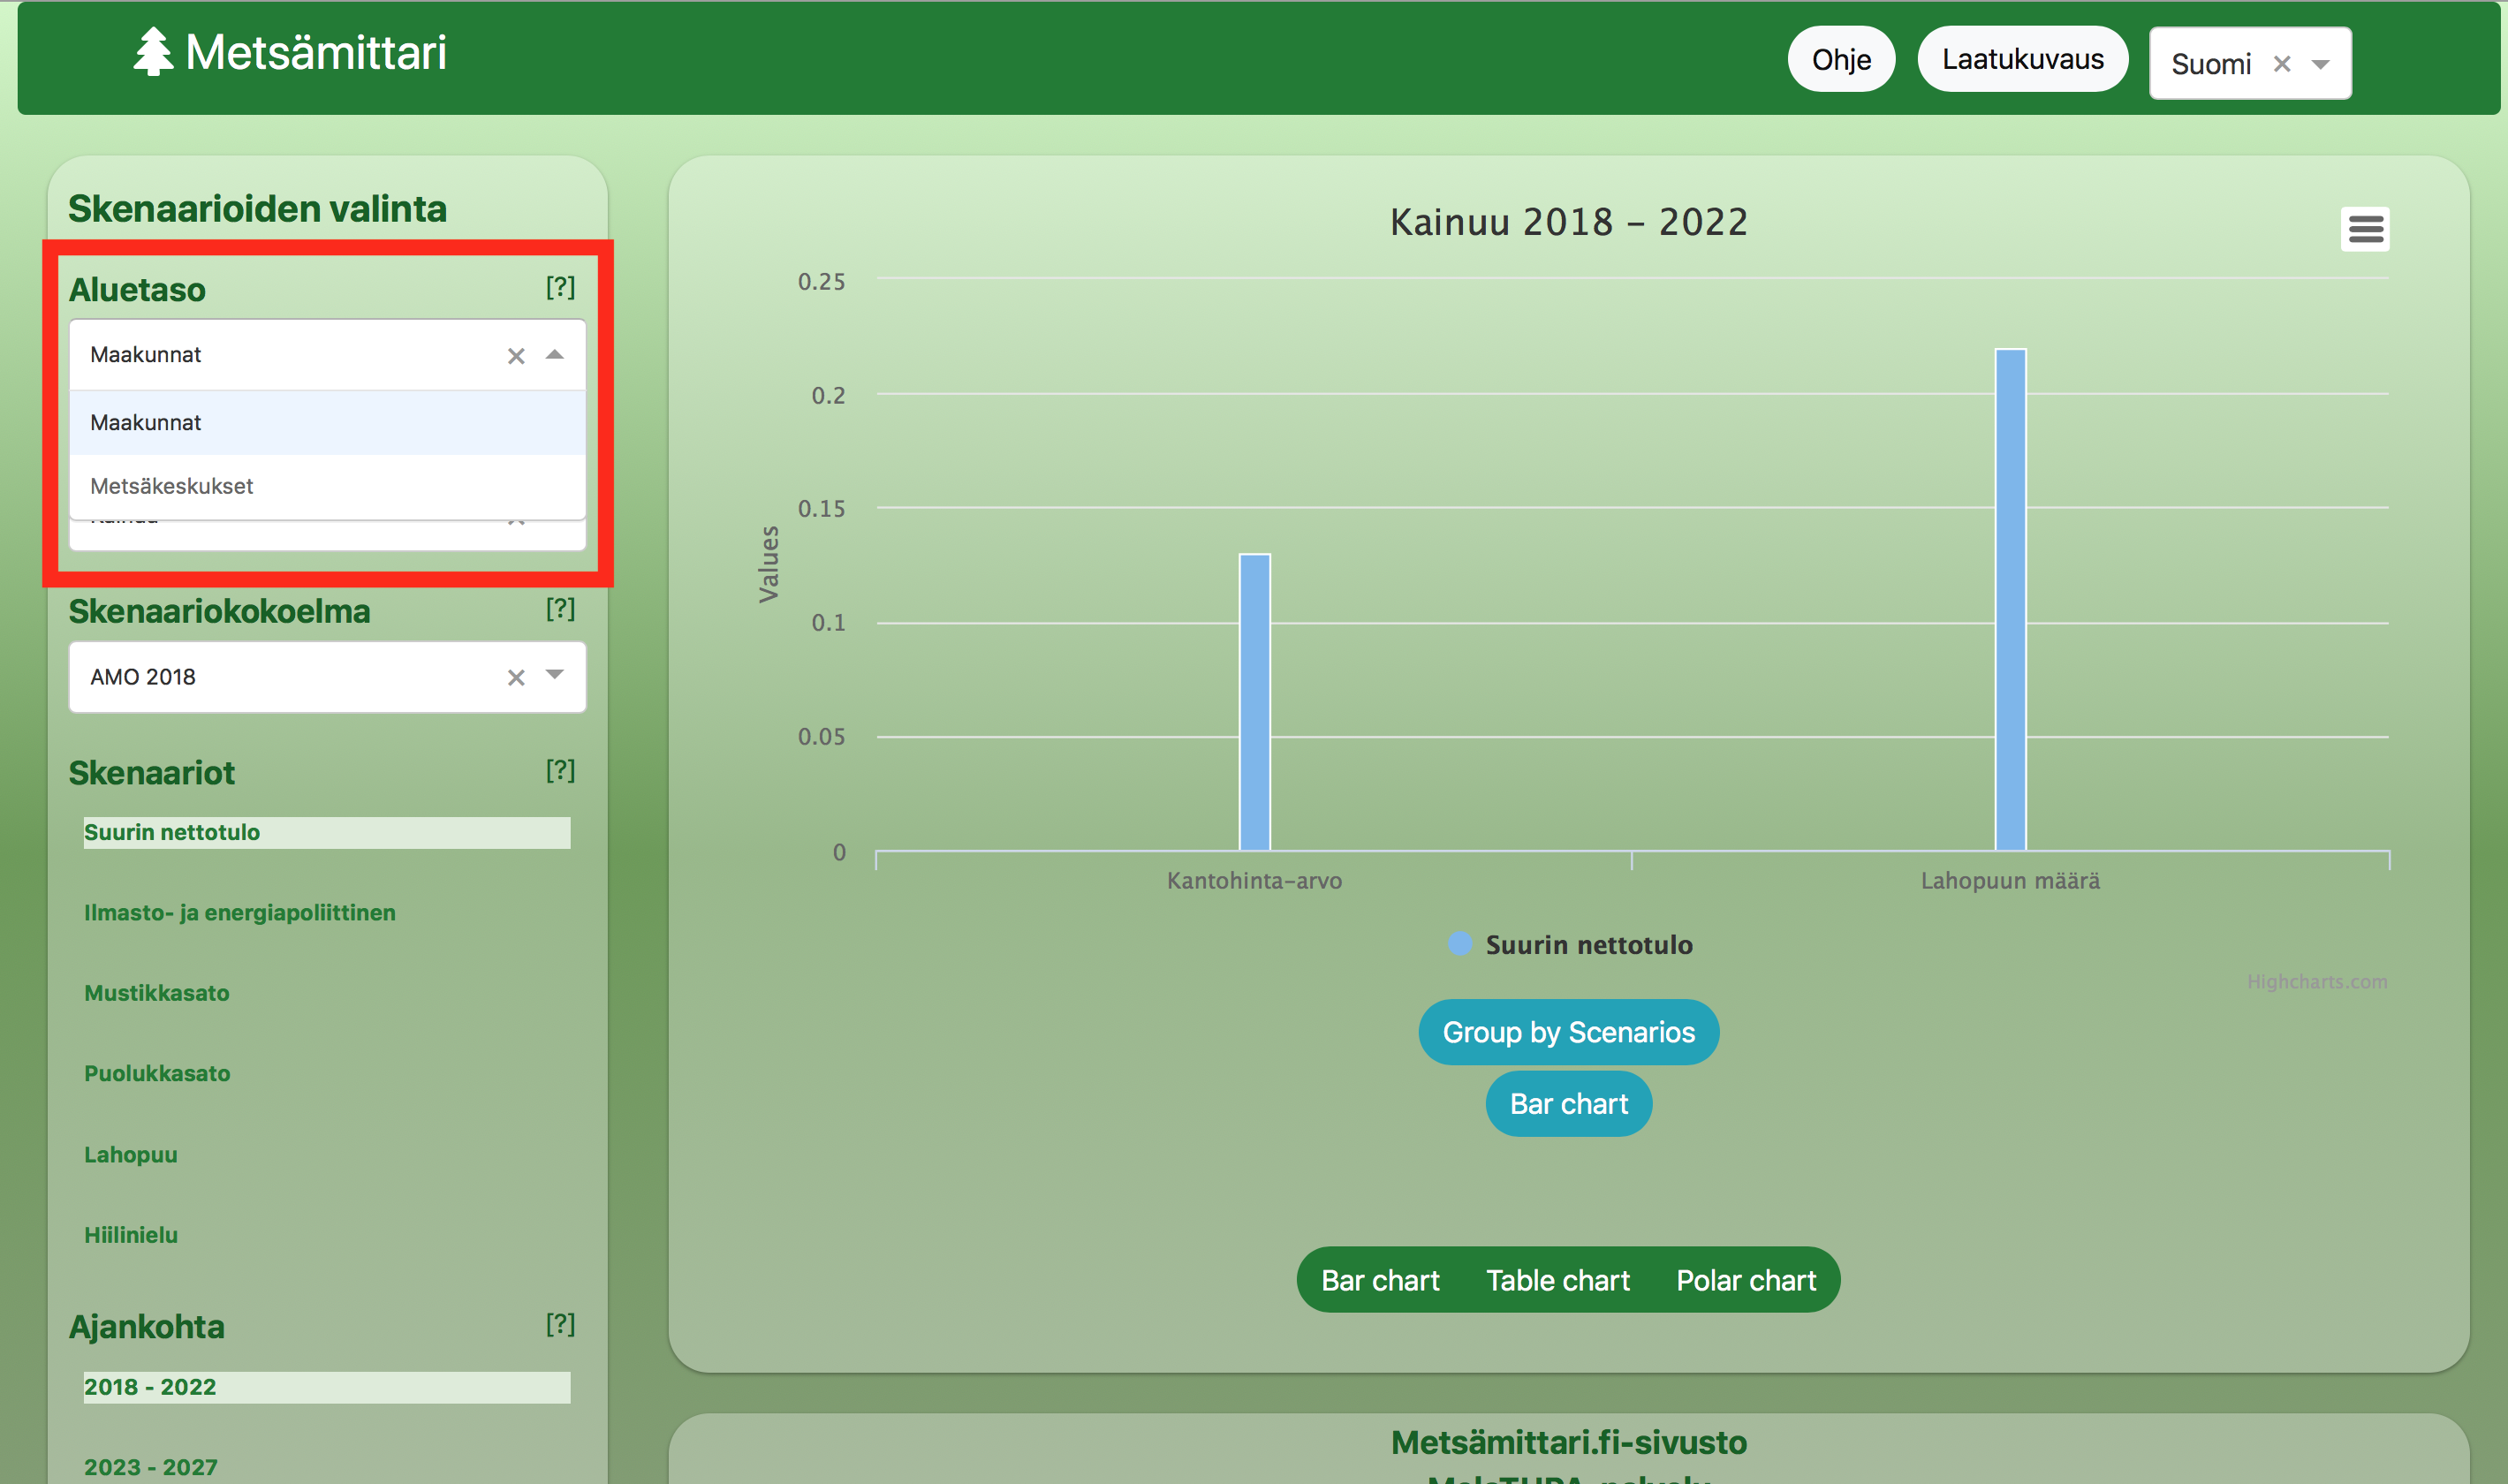 Metsämittari
Ohje
Laatukuvaus
Suomi
Skenaarioiden valinta
Aluetaso [?]
Maakunnat
Maakunnat
Metsäkeskukset
Skenaariokokoelma [?]
AMO 2018
Skenaariot [?]
Suurin nettotulo
Ilmasto- ja energiapoliittinen
Mustikkasato
Puolukkasato
Lahopuu
Hiilinielu
Ajankohta [?]
2018 - 2022
2023 - 2027
Kainuu 2018 – 2022
Values
0.25
0.2
0.15
0.1
0.05
0
Kantohinta-arvo
Lahopuun määrä
Suurin nettotulo
Highcharts.com
Group by Scenarios
Bar chart
Bar chart Table chart Polar chart
Metsämittari.fi-sivusto